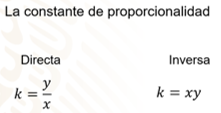 La constante de proporcionalidad
Directa Inversa
k = y/x k = xy